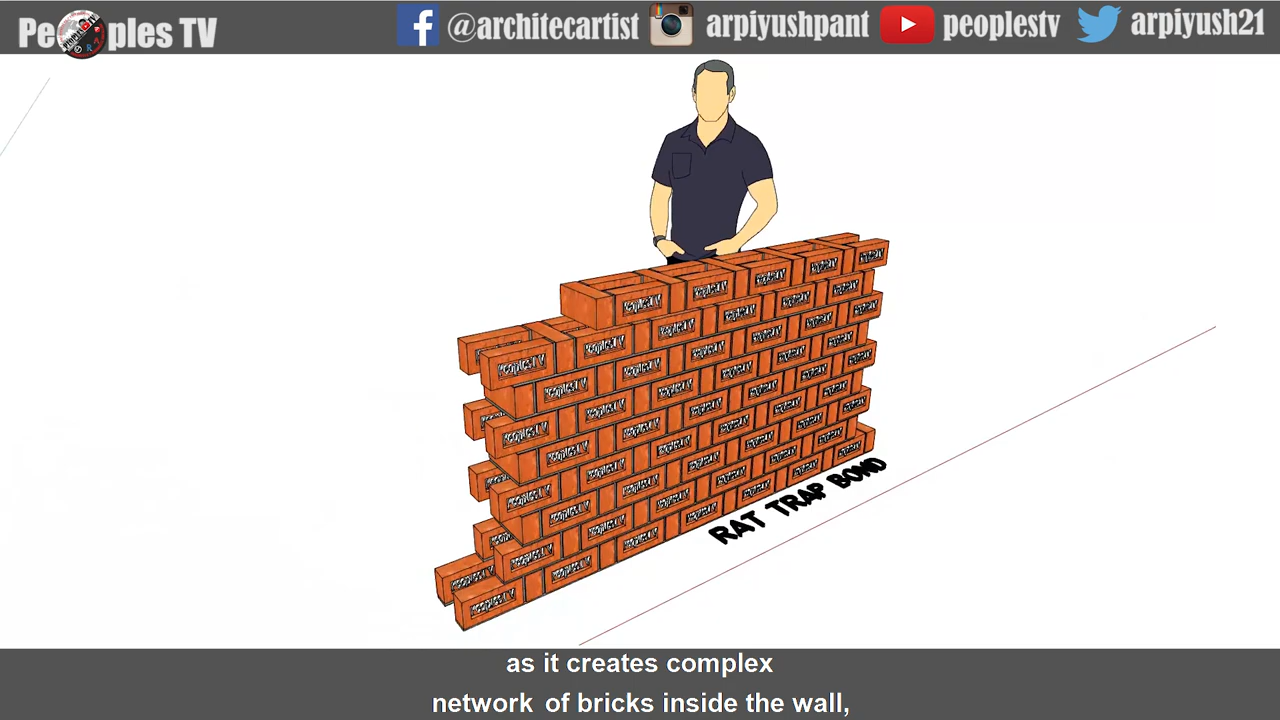 Peoples TV
@architecartist arpiyushpant peoplestv arpiyush21
RAT TRAP BOND
as it creates complex
network of bricks inside the wall,